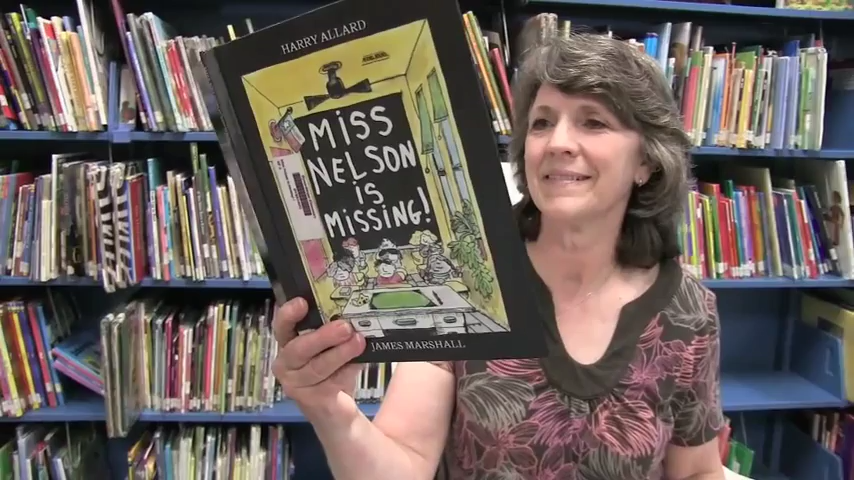 HARRY ALLARD
MISS
NELSON
IS
MISSING!
JAMES MARSHALL